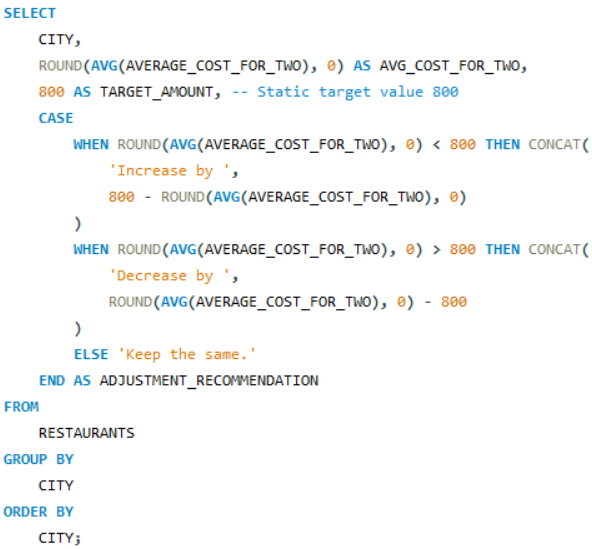 SELECT
CITY,
ROUND(AVG(AVERAGE_COST_FOR_TWO), 0) AS AVG_COST_FOR_TWO,
800 AS TARGET_AMOUNT, -- Static target value 800
CASE
WHEN ROUND(AVG(AVERAGE_COST_FOR_TWO), 0) < 800 THEN CONCAT(
'Increase by ',
800 - ROUND(AVG(AVERAGE_COST_FOR_TWO), 0)
)
WHEN ROUND(AVG(AVERAGE_COST_FOR_TWO), 0) > 800 THEN CONCAT(
'Decrease by ',
ROUND(AVG(AVERAGE_COST_FOR_TWO), 0) - 800
)
ELSE 'Keep the same.'
END AS ADJUSTMENT_RECOMMENDATION
FROM
RESTAURANTS
GROUP BY
CITY
ORDER BY
CITY;